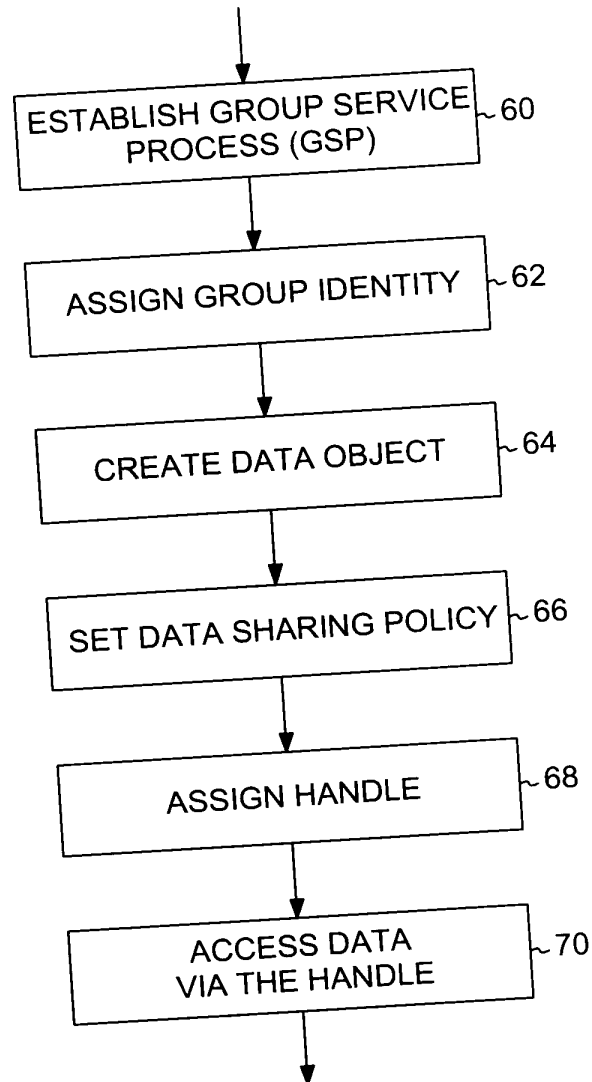 ESTABLISH GROUP SERVICE
PROCESS (GSP)
60
ASSIGN GROUP IDENTITY
62
CREATE DATA OBJECT
64
SET DATA SHARING POLICY
66
ASSIGN HANDLE
68
ACCESS DATA
VIA THE HANDLE
70